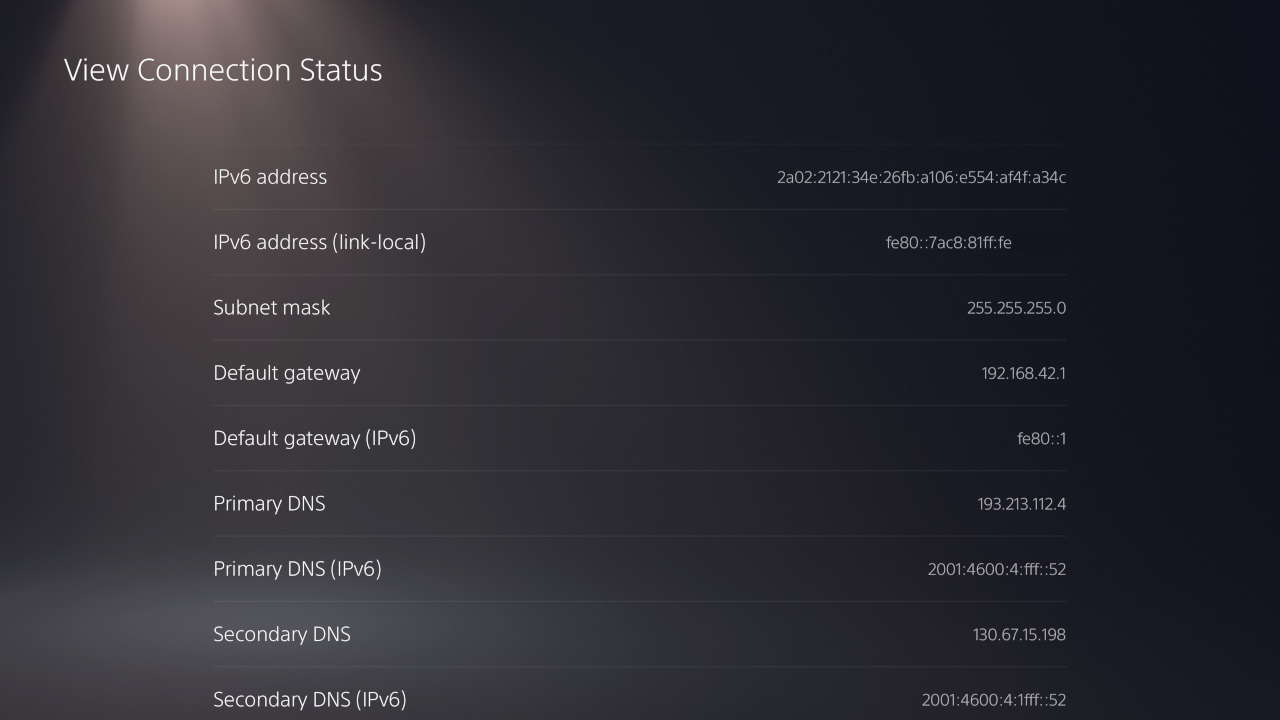 View Connection Status
IPv6 address 2a02:2121:34e:26fb:a106:e554:af4f:a34c
IPv6 address (link-local) fe80::7ac8:81ff:fe
Subnet mask 255.255.255.0
Default gateway 192.168.42.1
Default gateway (IPv6) fe80::1
Primary DNS 193.213.112.4
Primary DNS (IPv6) 2001:4600:4:fff::52
Secondary DNS 130.67.15.198
Secondary DNS (IPv6) 2001:4600:4:1fff::52